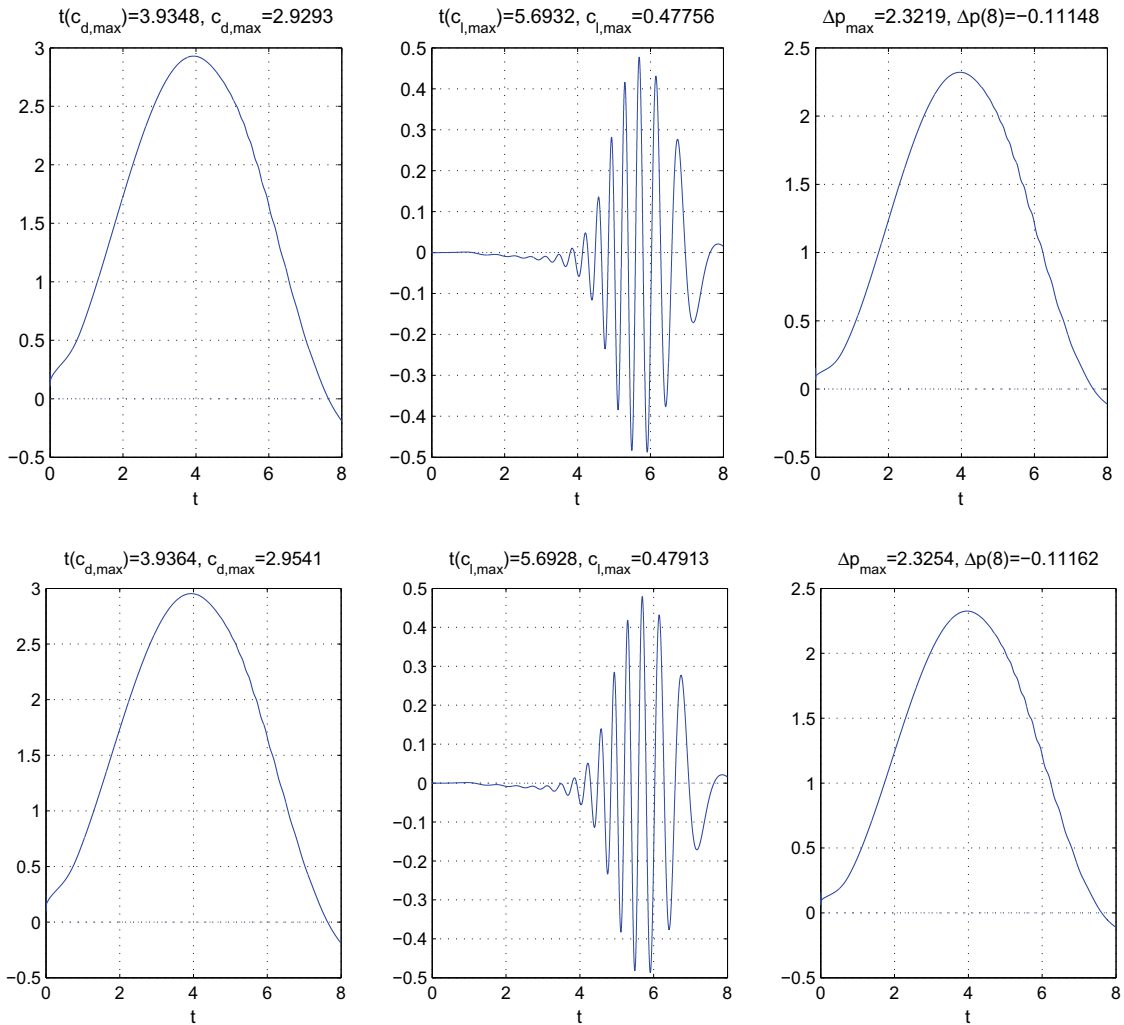 t(c_d,max)=3.9348, c_d,max=2.9293
t(c_l,max)=5.6932, c_l,max=0.47756
Δp_max=2.3219, Δp(8)=−0.11148
3
2.5
2
1.5
1
0.5
0
−0.5
0 2 4 6 8
t
0.5
0.4
0.3
0.2
0.1
0
−0.1
−0.2
−0.3
−0.4
−0.5
0 2 4 6 8
t
2.5
2
1.5
1
0.5
0
−0.5
0 2 4 6 8
t
t(c_d,max)=3.9364, c_d,max=2.9541
t(c_l,max)=5.6928, c_l,max=0.47913
Δp_max=2.3254, Δp(8)=−0.11162
3
2.5
2
1.5
1
0.5
0
−0.5
0 2 4 6 8
t
0.5
0.4
0.3
0.2
0.1
0
−0.1
−0.2
−0.3
−0.4
−0.5
0 2 4 6 8
t
2.5
2
1.5
1
0.5
0
−0.5
0 2 4 6 8
t